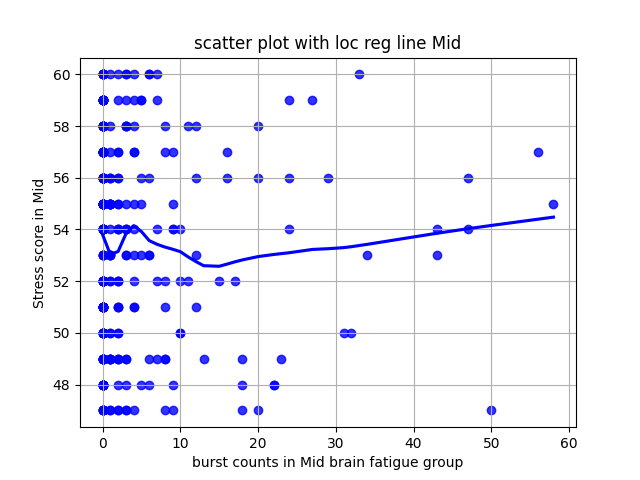 scatter plot with loc reg line Mid
Stress score in Mid
60
58
56
54
52
50
48
0 10 20 30 40 50 60
burst counts in Mid brain fatigue group